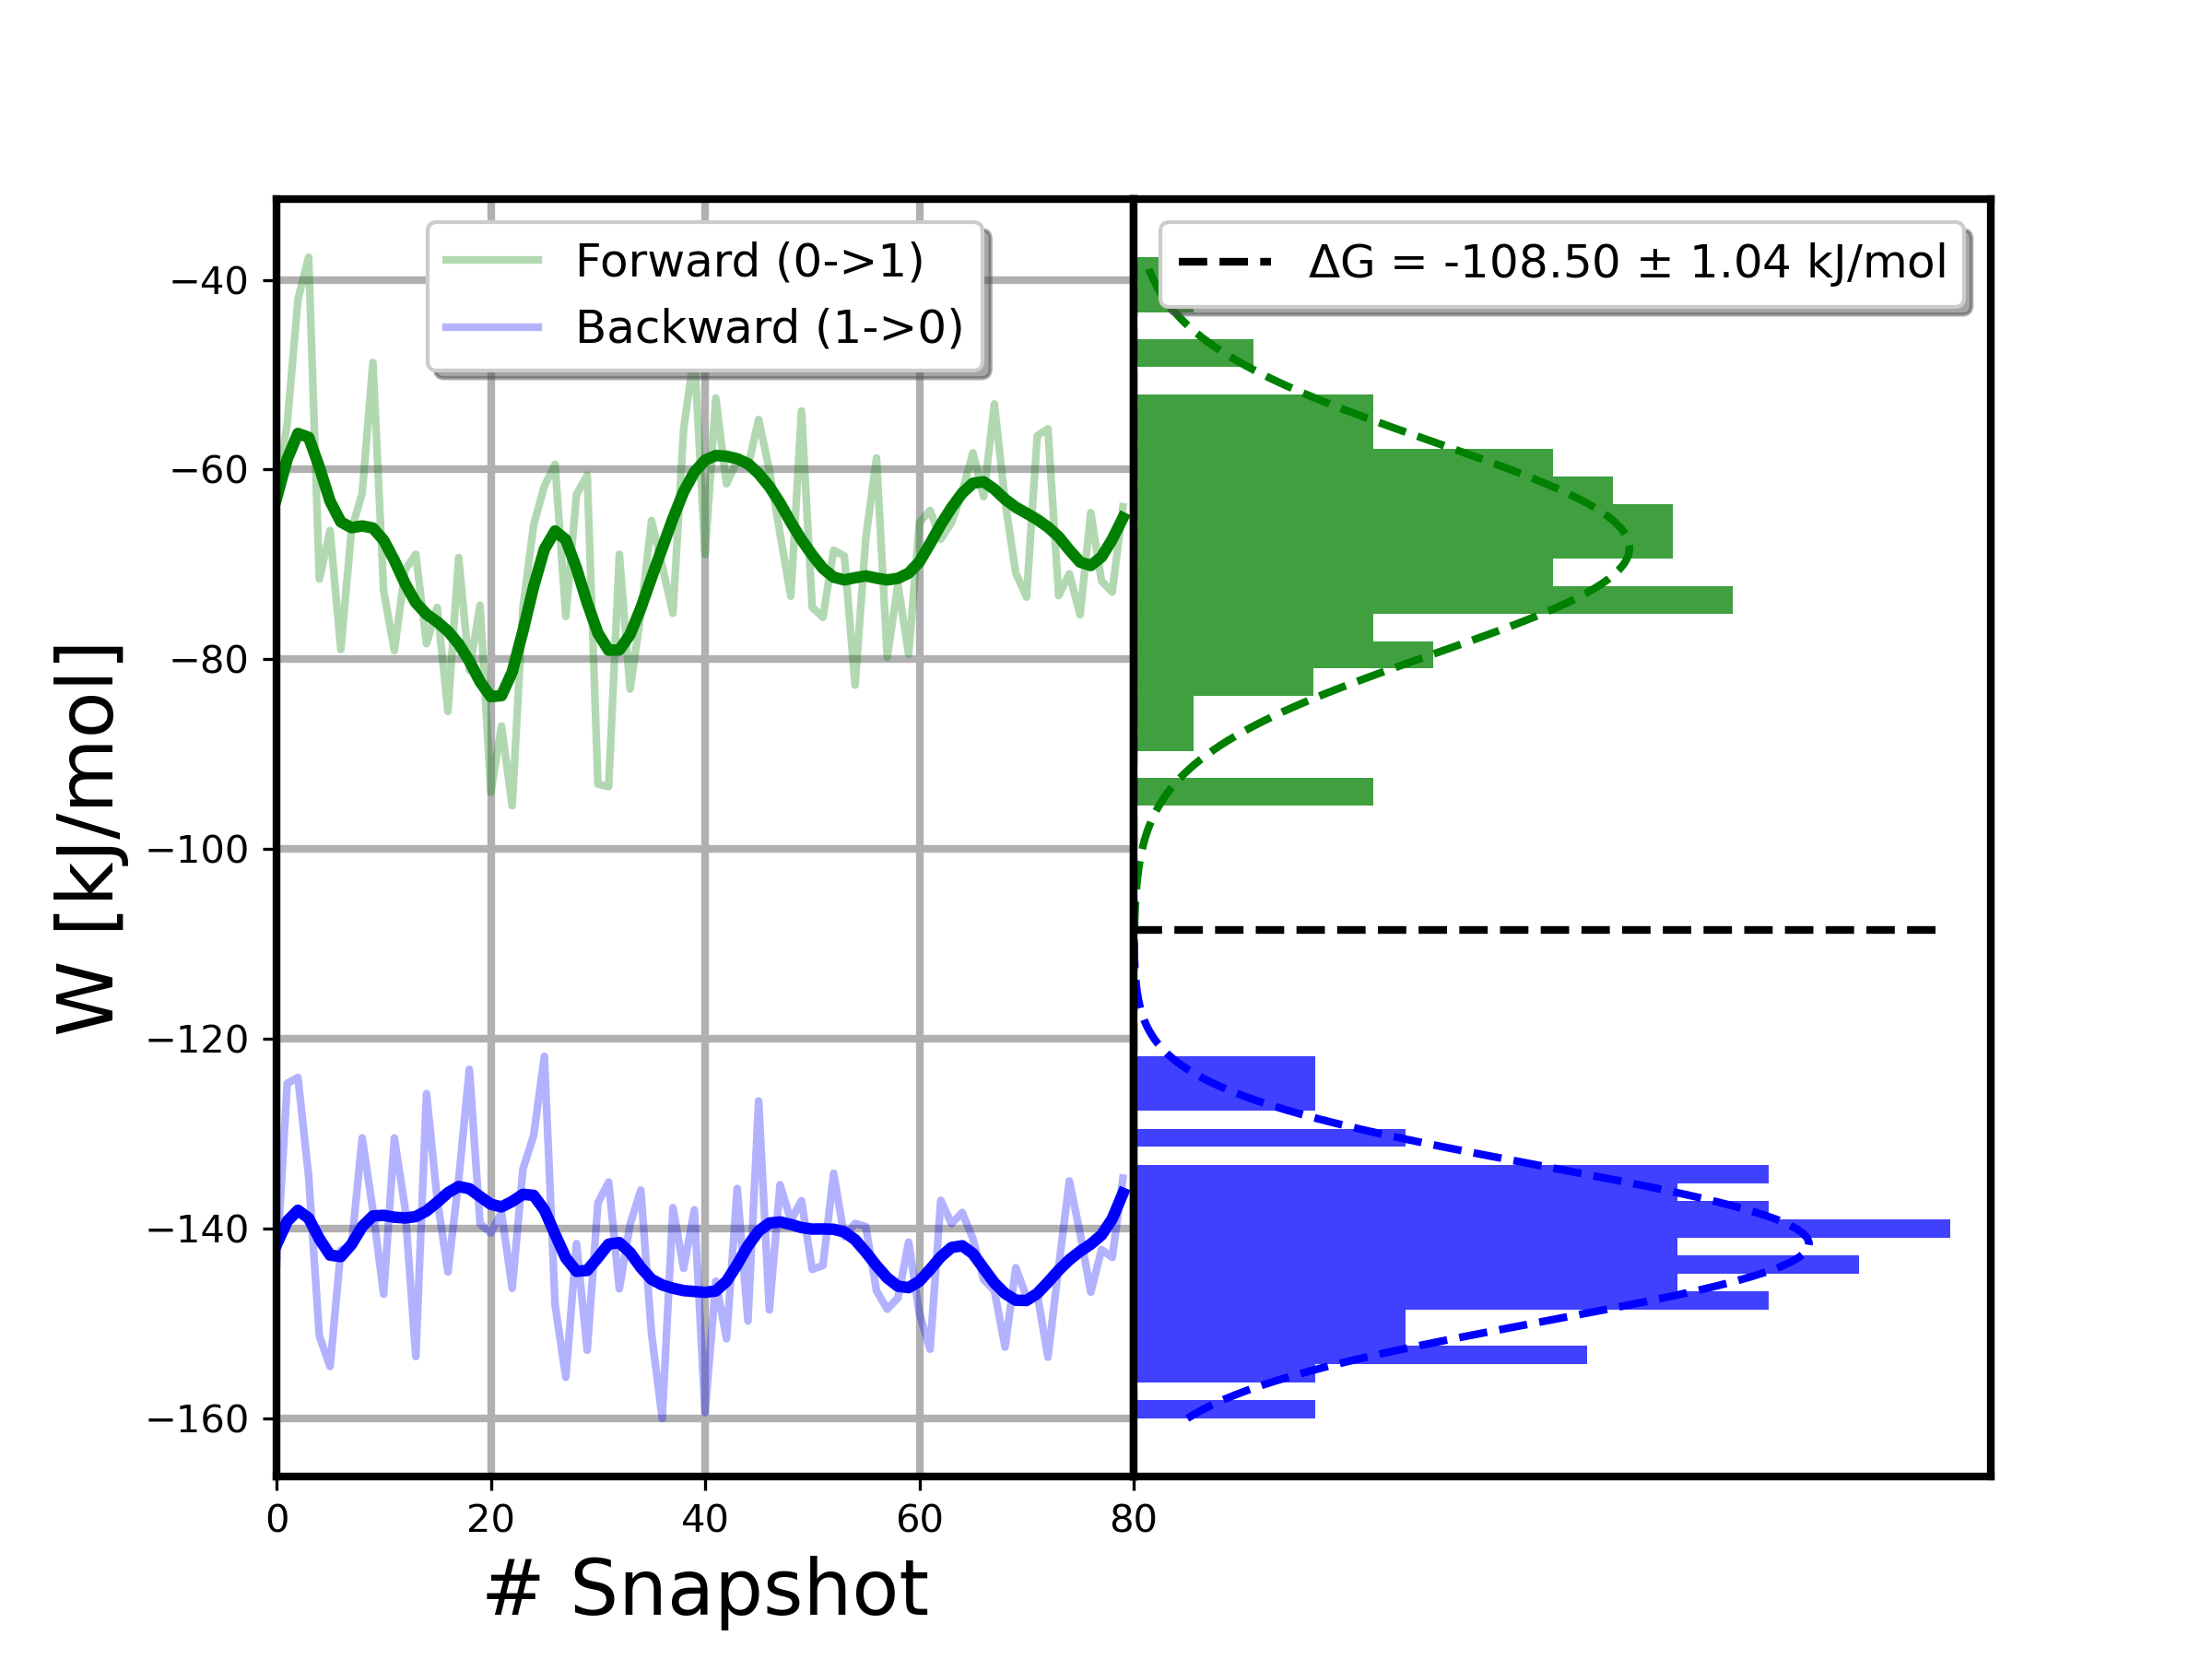 Forward (0->1)
Backward (1->0)
ΔG = -108.50 ± 1.04 kJ/mol
W [kJ/mol]
−40
−60
−80
−100
−120
−140
−160
0 20 40 60 80
# Snapshot